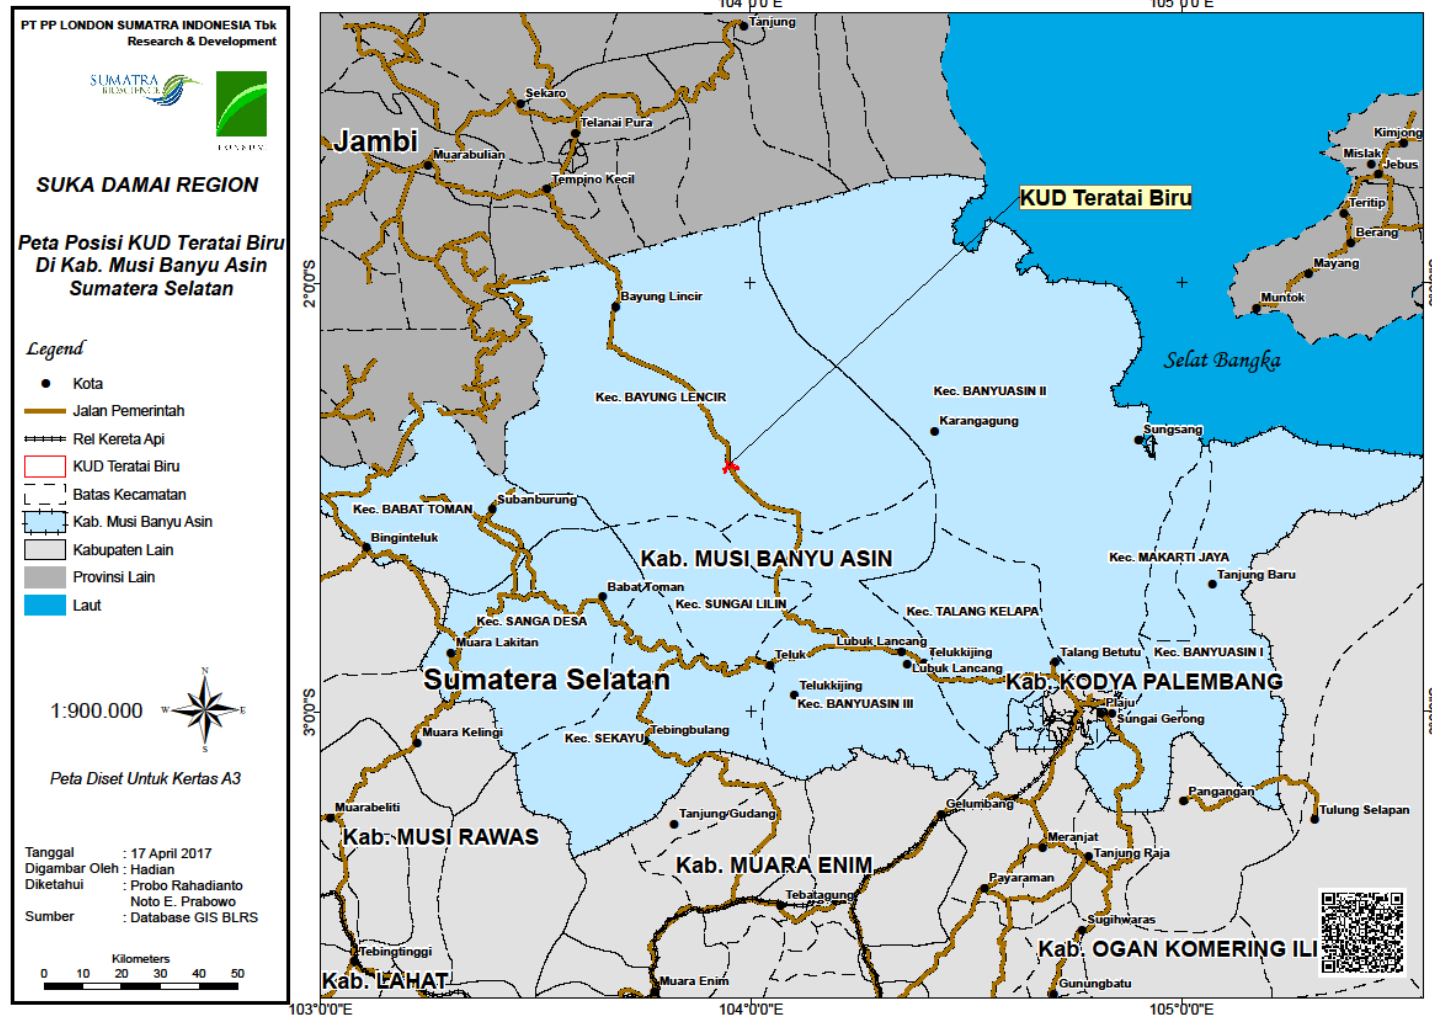 PT PP LONDON SUMATRA INDONESIA Tbk
Research & Development
SUMATRA
BIOSCIENCE
LONSUM
SUKA DAMAI REGION
Peta Posisi KUD Teratai Biru
Di Kab. Musi Banyu Asin
Sumatera Selatan
Legend
Kota
Jalan Pemerintah
Rel Kereta Api
KUD Teratai Biru
Batas Kecamatan
Kab. Musi Banyu Asin
Kabupaten Lain
Provinsi Lain
Laut
N
W
E
S
1:900.000
Peta Diset Untuk Kertas A3
Tanggal : 17 April 2017
Digambar Oleh : Hadian
Diketahui : Probo Rahadianto
Noto E. Prabowo
Sumber : Database GIS BLRS
Kilometers
0 10 20 30 40 50
104°0'0"E
105°0'0"E
Tanjung
Sekaro
Telanai Pura
Jambi
Muarabulian
Tempino Kecil
KUD Teratai Biru
Kimjong
Mislak
Jebus
Teritip
Berang
Mayang
Muntok
2°0'0"S
Bayung Lincir
Selat Bangka
Kec. BAYUNG LENCIR
Kec. BANYUASIN II
Karangagung
Sungsang
Subanburung
Kec. BABAT TOMAN
Binginteluk
Kab. MUSI BANYU ASIN
Kec. MAKARTI JAYA
Tanjung Baru
Babat Toman
Kec. SUNGAI LILIN
Kec. TALANG KELAPA
Kec. SANGA DESA
Muara Lakitan
Lubuk Lancang
Telukkijing
Teluk
Lubuk Lancang
Talang Betutu
Kec. BANYUASIN I
Sumatera Selatan
Kab. KODYA PALEMBANG
Telukkijing
Kec. BANYUASIN III
Plaju
Sungai Gerong
3°0'0"S
Muara Kelingi
Kec. SEKAYU
Tebingbulang
Pangangan
Tulung Selapan
Muarabeliti
Kab. MUSI RAWAS
Tanjung/Gudang
Gelumbang
Meranjat
Tanjung Raja
Kab. MUARA ENIM
Payaraman
Tebatagung
Sugihwaras
Kab. OGAN KOMERING ILI
Tebingtinggi
Kab. LAHAT
Muara Enim
Gunungbatu
103°0'0"E
104°0'0"E
105°0'0"E